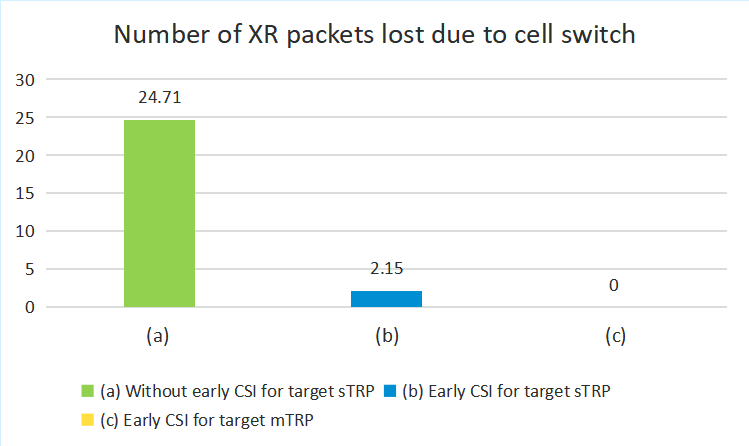 Number of XR packets lost due to cell switch
30
24.71
25
20
15
10
5
2.15
0
0
(a) (b) (c)
(a) Without early CSI for target sTRP (b) Early CSI for target sTRP
(c) Early CSI for target mTRP